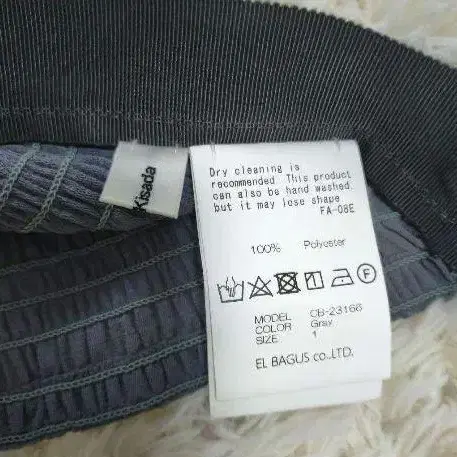 Kisada
Dry cleaning is
recommended This product
can also be hand washed.
but it may lose shape
FA-08E
100% Polyester
F
MODEL CB-23166
COLOR Gray
SIZE 1
EL BAGUS co.,LTD.